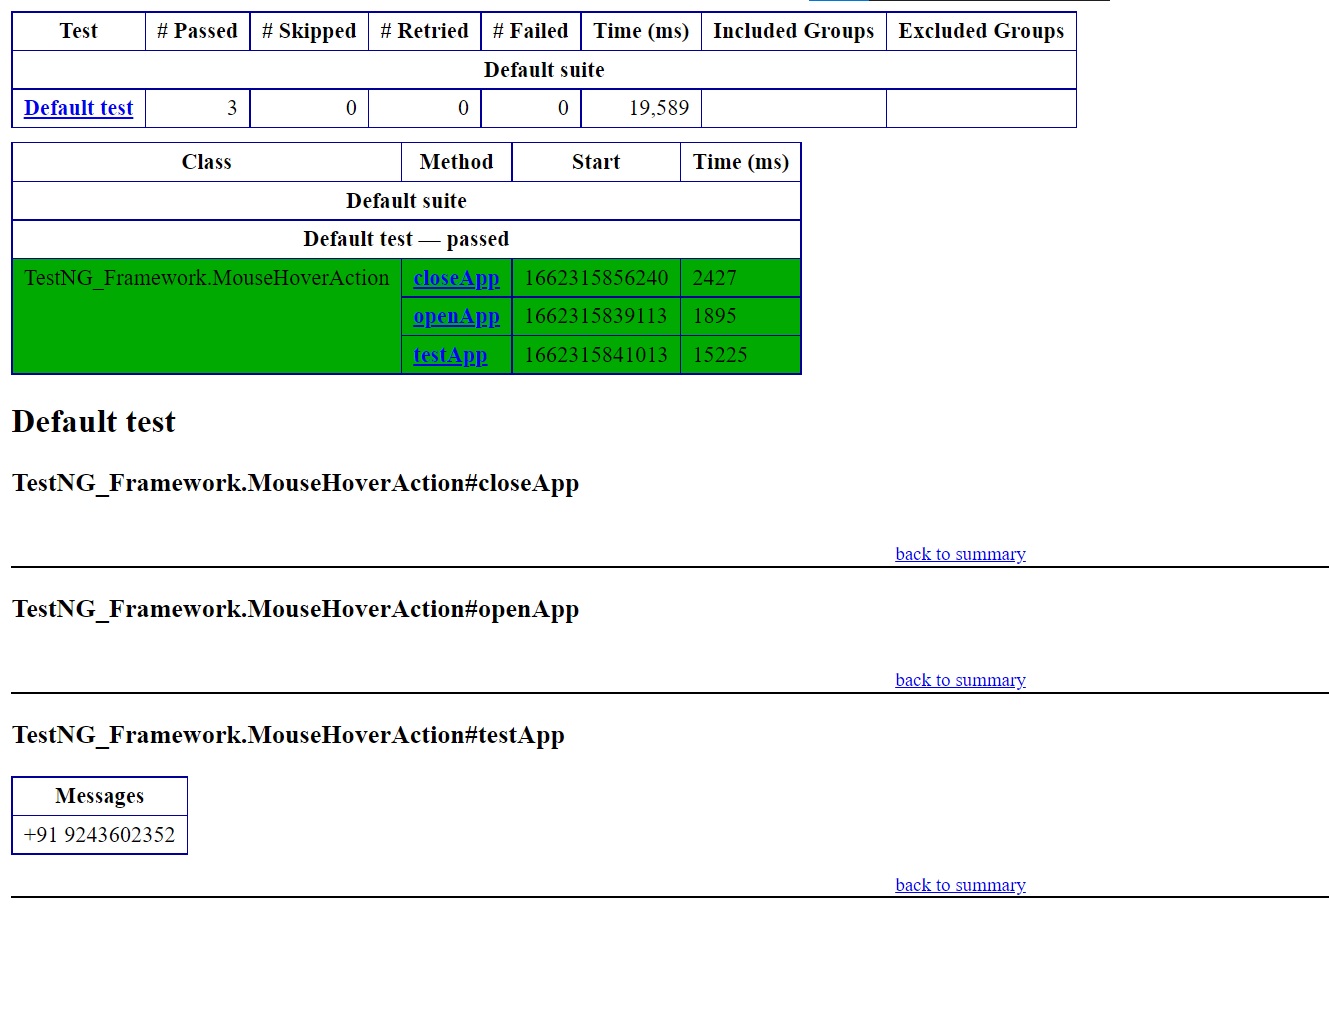 Test # Passed # Skipped # Retried # Failed Time (ms) Included Groups Excluded Groups
Default suite
Default test 3 0 0 0 19,589
Class Method Start Time (ms)
Default suite
Default test — passed
TestNG_Framework.MouseHoverAction closeApp 1662315856240 2427
openApp 1662315839113 1895
testApp 1662315841013 15225
Default test
TestNG_Framework.MouseHoverAction#closeApp
back to summary
TestNG_Framework.MouseHoverAction#openApp
back to summary
TestNG_Framework.MouseHoverAction#testApp
Messages
+91 9243602352
back to summary